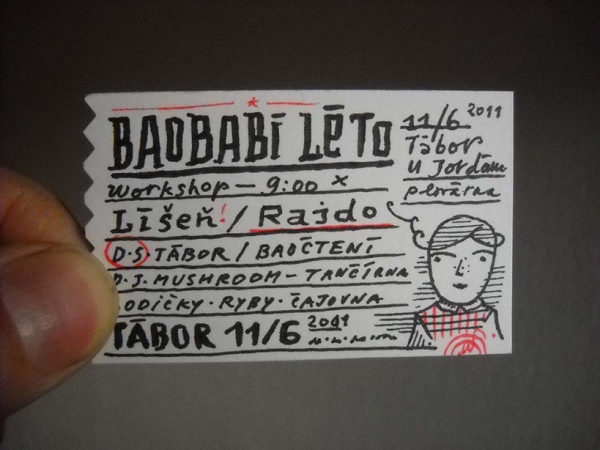 BAOBABÍ LÉTO
workshop - 9:00 x
Líšeň! / Rajdo
D.S. TÁBOR / BAOČTENÍ
D.J. MUSHROOM - TANČÍRNA
LODIČKY · RYBY · ČAJOVNA
TÁBOR 11/6 2011
11/6 2011
Tábor
U Jordánu
plovárna